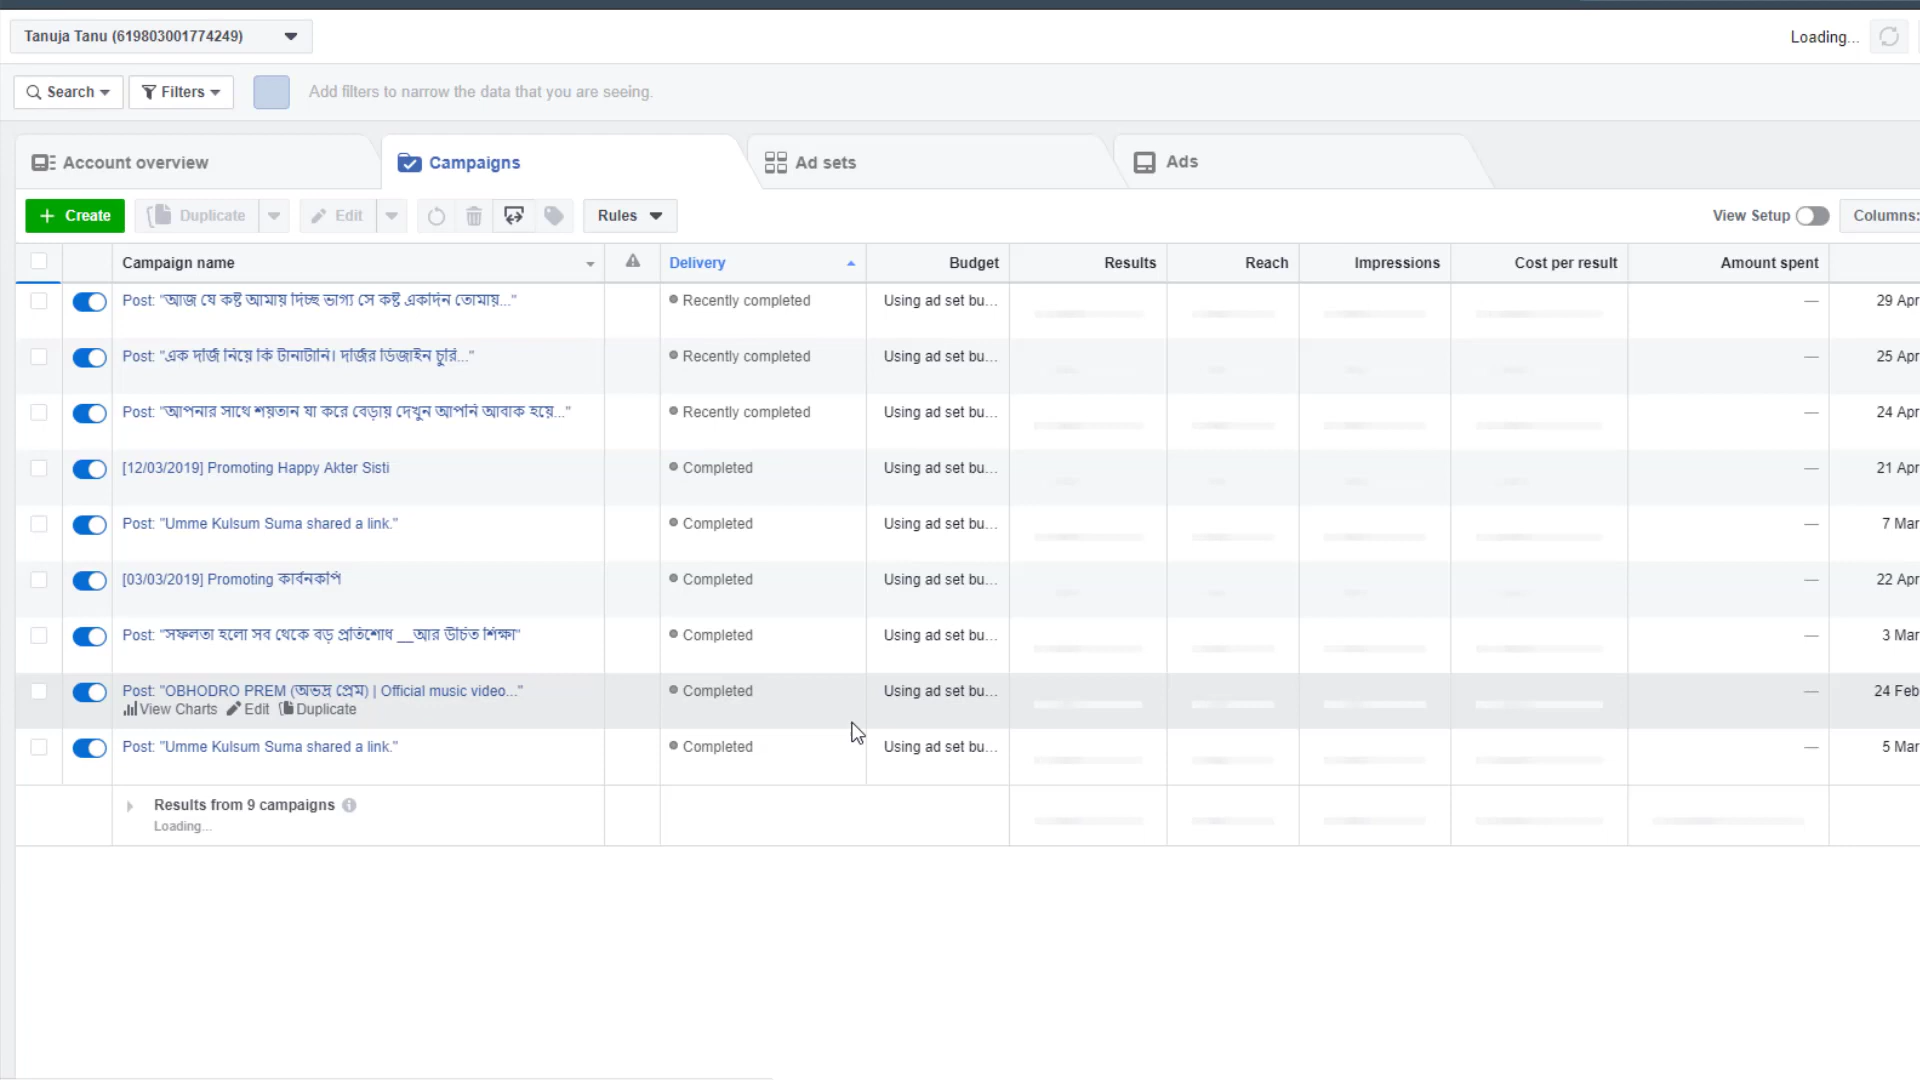 Tanuja Tanu (619803001774249)
Loading...
Search
Filters
Add filters to narrow the data that you are seeing.
Account overview
Campaigns
Ad sets
Ads
+ Create
Duplicate
Edit
Rules
View Setup
Columns:
Campaign name
Delivery
Budget
Results
Reach
Impressions
Cost per result
Amount spent
Post: "আজ যে কষ্ট আমায় দিচ্ছ ভাগ্য সে কষ্ট একদিন তোমায়..."
Recently completed
Using ad set bu...
—
29 Apr
Post: "এক দর্জি নিয়ে কি টানাটানি। দর্জির ডিজাইন চুরি..."
Recently completed
Using ad set bu...
—
25 Apr
Post: "আপনার সাথে শয়তান যা করে বেড়ায় দেখুন আপনি আবাক হয়ে..."
Recently completed
Using ad set bu...
—
24 Apr
[12/03/2019] Promoting Happy Akter Sisti
Completed
Using ad set bu...
—
21 Apr
Post: "Umme Kulsum Suma shared a link."
Completed
Using ad set bu...
—
7 Mar
[03/03/2019] Promoting কার্বনকপি
Completed
Using ad set bu...
—
22 Apr
Post: "সফলতা হলো সব থেকে বড় প্রতিশোধ __আর উচিত শিক্ষা"
Completed
Using ad set bu...
—
3 Mar
Post: "OBHODRO PREM (অভদ্র প্রেম) | Official music video..."
View Charts Edit Duplicate
Completed
Using ad set bu...
—
24 Feb
Post: "Umme Kulsum Suma shared a link."
Completed
Using ad set bu...
—
5 Mar
Results from 9 campaigns
Loading...